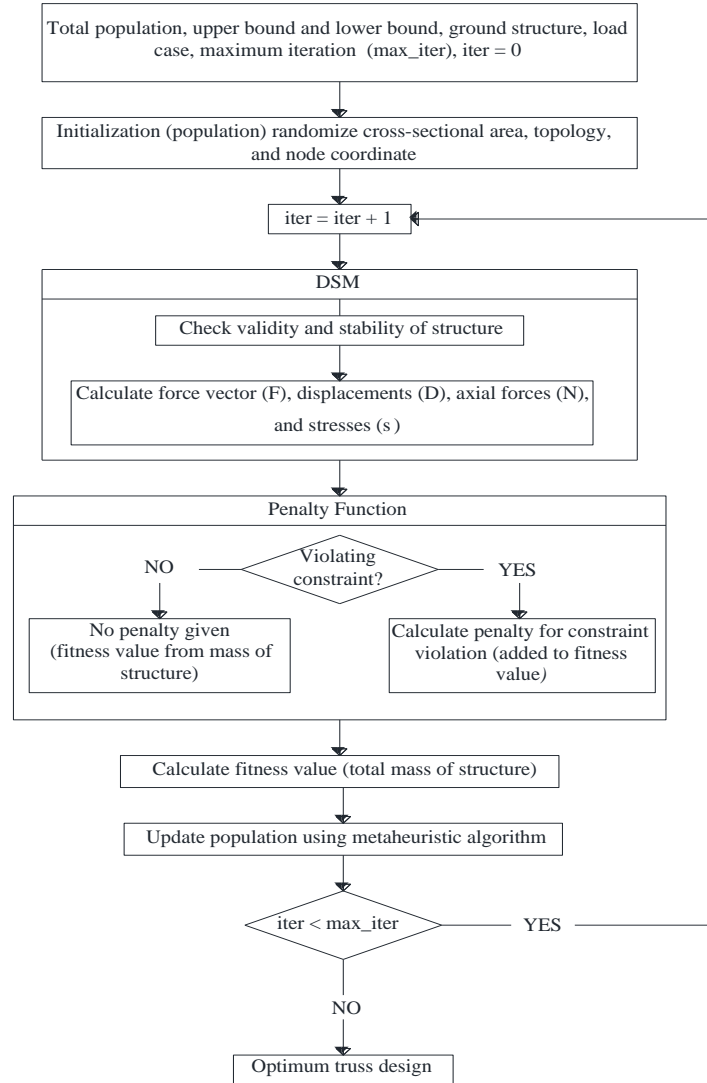 Total population, upper bound and lower bound, ground structure, load
case, maximum iteration (max_iter), iter = 0
Initialization (population) randomize cross-sectional area, topology,
and node coordinate
iter = iter + 1
DSM
Check validity and stability of structure
Calculate force vector (F), displacements (D), axial forces (N),
and stresses (s)
Penalty Function
Violating
constraint?
NO
YES
No penalty given
(fitness value from mass of
structure)
Calculate penalty for constraint
violation (added to fitness
value)
Calculate fitness value (total mass of structure)
Update population using metaheuristic algorithm
iter < max_iter
YES
NO
Optimum truss design